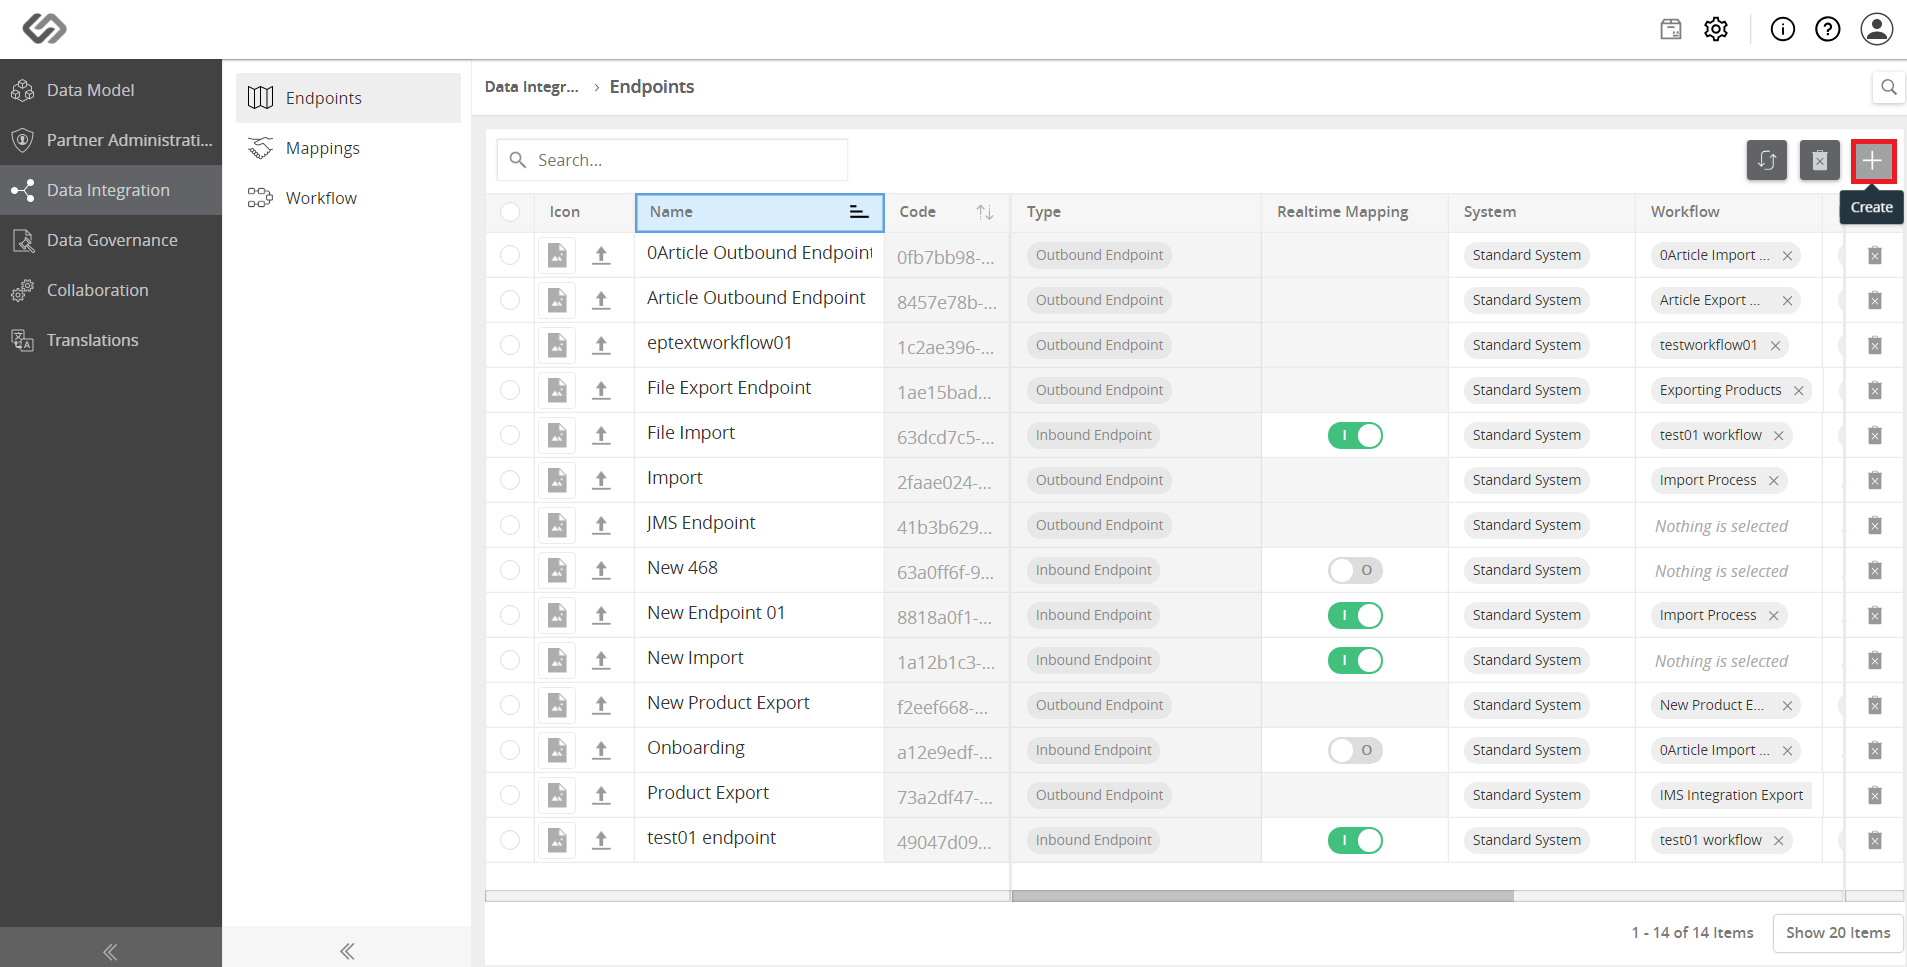 Data Model
Partner Administrati...
Data Integration
Data Governance
Collaboration
Translations
Endpoints
Mappings
Workflow
Data Integr... › Endpoints
Search...
Create
Icon Name Code Type Realtime Mapping System Workflow
0Article Outbound Endpoint 0fb7bb98-... Outbound Endpoint Standard System 0Article Import ... ×
Article Outbound Endpoint 8457e78b-... Outbound Endpoint Standard System Article Export ... ×
eptextworkflow01 1c2ae396-... Outbound Endpoint Standard System testworkflow01 ×
File Export Endpoint 1ae15bad... Outbound Endpoint Standard System Exporting Products ×
File Import 63dcd7c5-... Inbound Endpoint I Standard System test01 workflow ×
Import 2faae024-... Outbound Endpoint Standard System Import Process ×
JMS Endpoint 41b3b629... Outbound Endpoint Standard System Nothing is selected
New 468 63a0ff6f-9... Inbound Endpoint O Standard System Nothing is selected
New Endpoint 01 8818a0f1-... Inbound Endpoint I Standard System Import Process ×
New Import 1a12b1c3-... Inbound Endpoint I Standard System Nothing is selected
New Product Export f2eef668-... Outbound Endpoint Standard System New Product E... ×
Onboarding a12e9edf-... Inbound Endpoint O Standard System 0Article Import ... ×
Product Export 73a2df47-... Outbound Endpoint Standard System IMS Integration Export
test01 endpoint 49047d09... Inbound Endpoint I Standard System test01 workflow ×
1 - 14 of 14 Items Show 20 Items